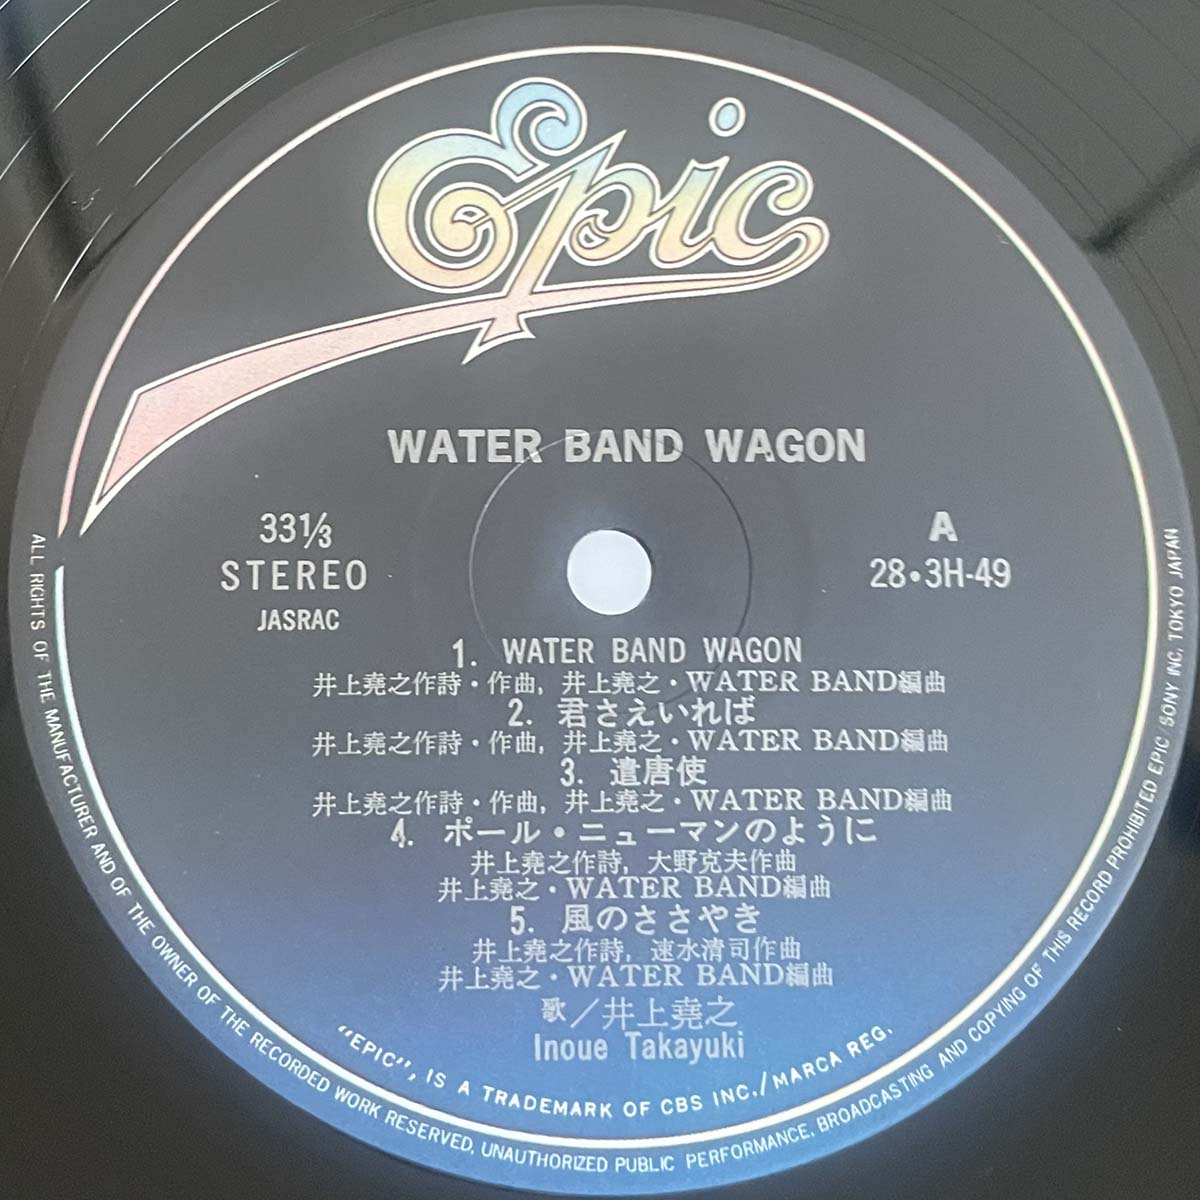 Epic
WATER BAND WAGON
33⅓
STEREO
JASRAC
A
28・3H-49
1. WATER BAND WAGON
井上堯之作詩・作曲, 井上堯之・WATER BAND編曲
2. 君さえいれば
井上堯之作詩・作曲, 井上堯之・WATER BAND編曲
3. 遣唐使
井上堯之作詩・作曲, 井上堯之・WATER BAND編曲
4. ポール・ニューマンのように
井上堯之作詩, 大野克夫作曲
井上堯之・WATER BAND編曲
5. 風のささやき
井上堯之作詩, 速水清司作曲
井上堯之・WATER BAND編曲
歌／井上堯之
Inoue Takayuki
"EPIC", IS A TRADEMARK OF CBS INC./MARCA REG.
ALL RIGHTS OF THE MANUFACTURER AND OF THE OWNER OF THE RECORDED WORK RESERVED, UNAUTHORIZED PUBLIC PERFORMANCE, BROADCASTING AND COPYING OF THIS RECORD PROHIBITED EPIC/SONY INC. TOKYO JAPAN